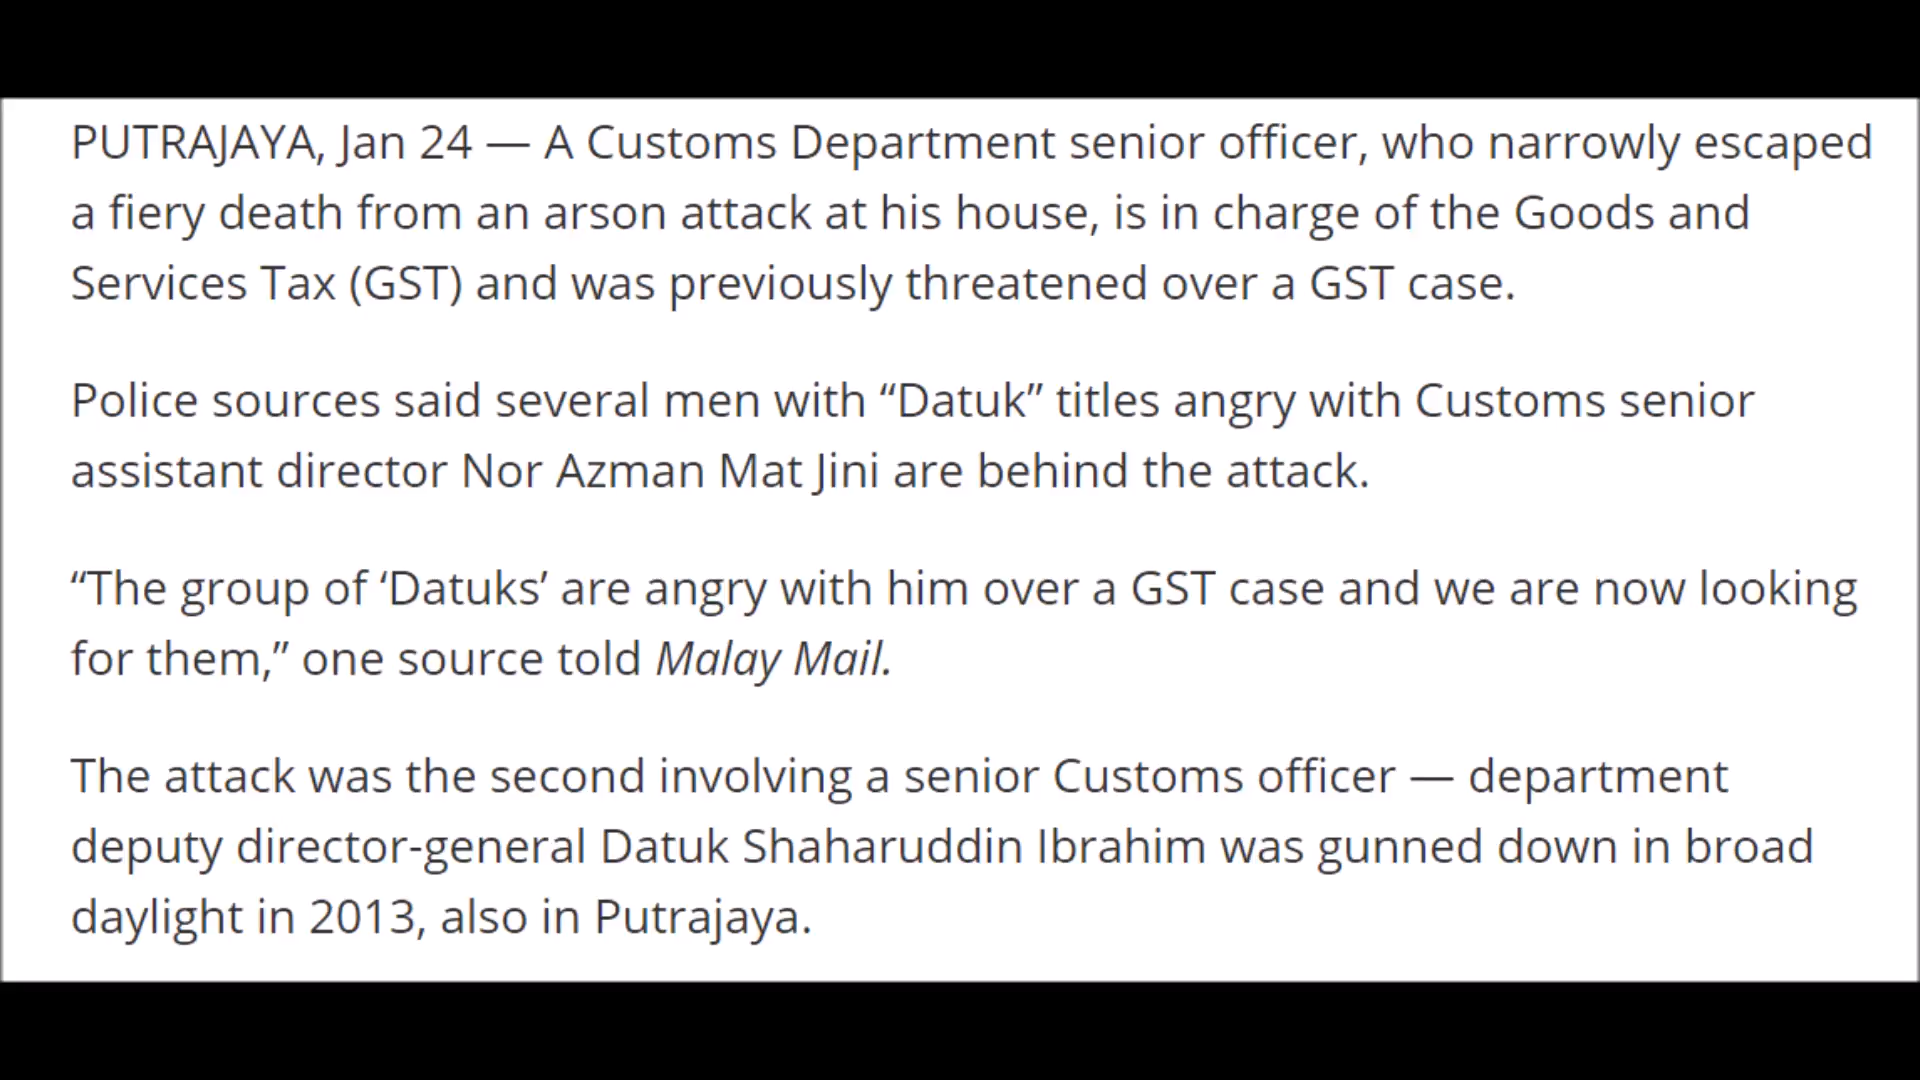 PUTRAJAYA, Jan 24 — A Customs Department senior officer, who narrowly escaped
a fiery death from an arson attack at his house, is in charge of the Goods and
Services Tax (GST) and was previously threatened over a GST case.
Police sources said several men with “Datuk” titles angry with Customs senior
assistant director Nor Azman Mat Jini are behind the attack.
“The group of ‘Datuks’ are angry with him over a GST case and we are now looking
for them,” one source told Malay Mail.
The attack was the second involving a senior Customs officer — department
deputy director-general Datuk Shaharuddin Ibrahim was gunned down in broad
daylight in 2013, also in Putrajaya.